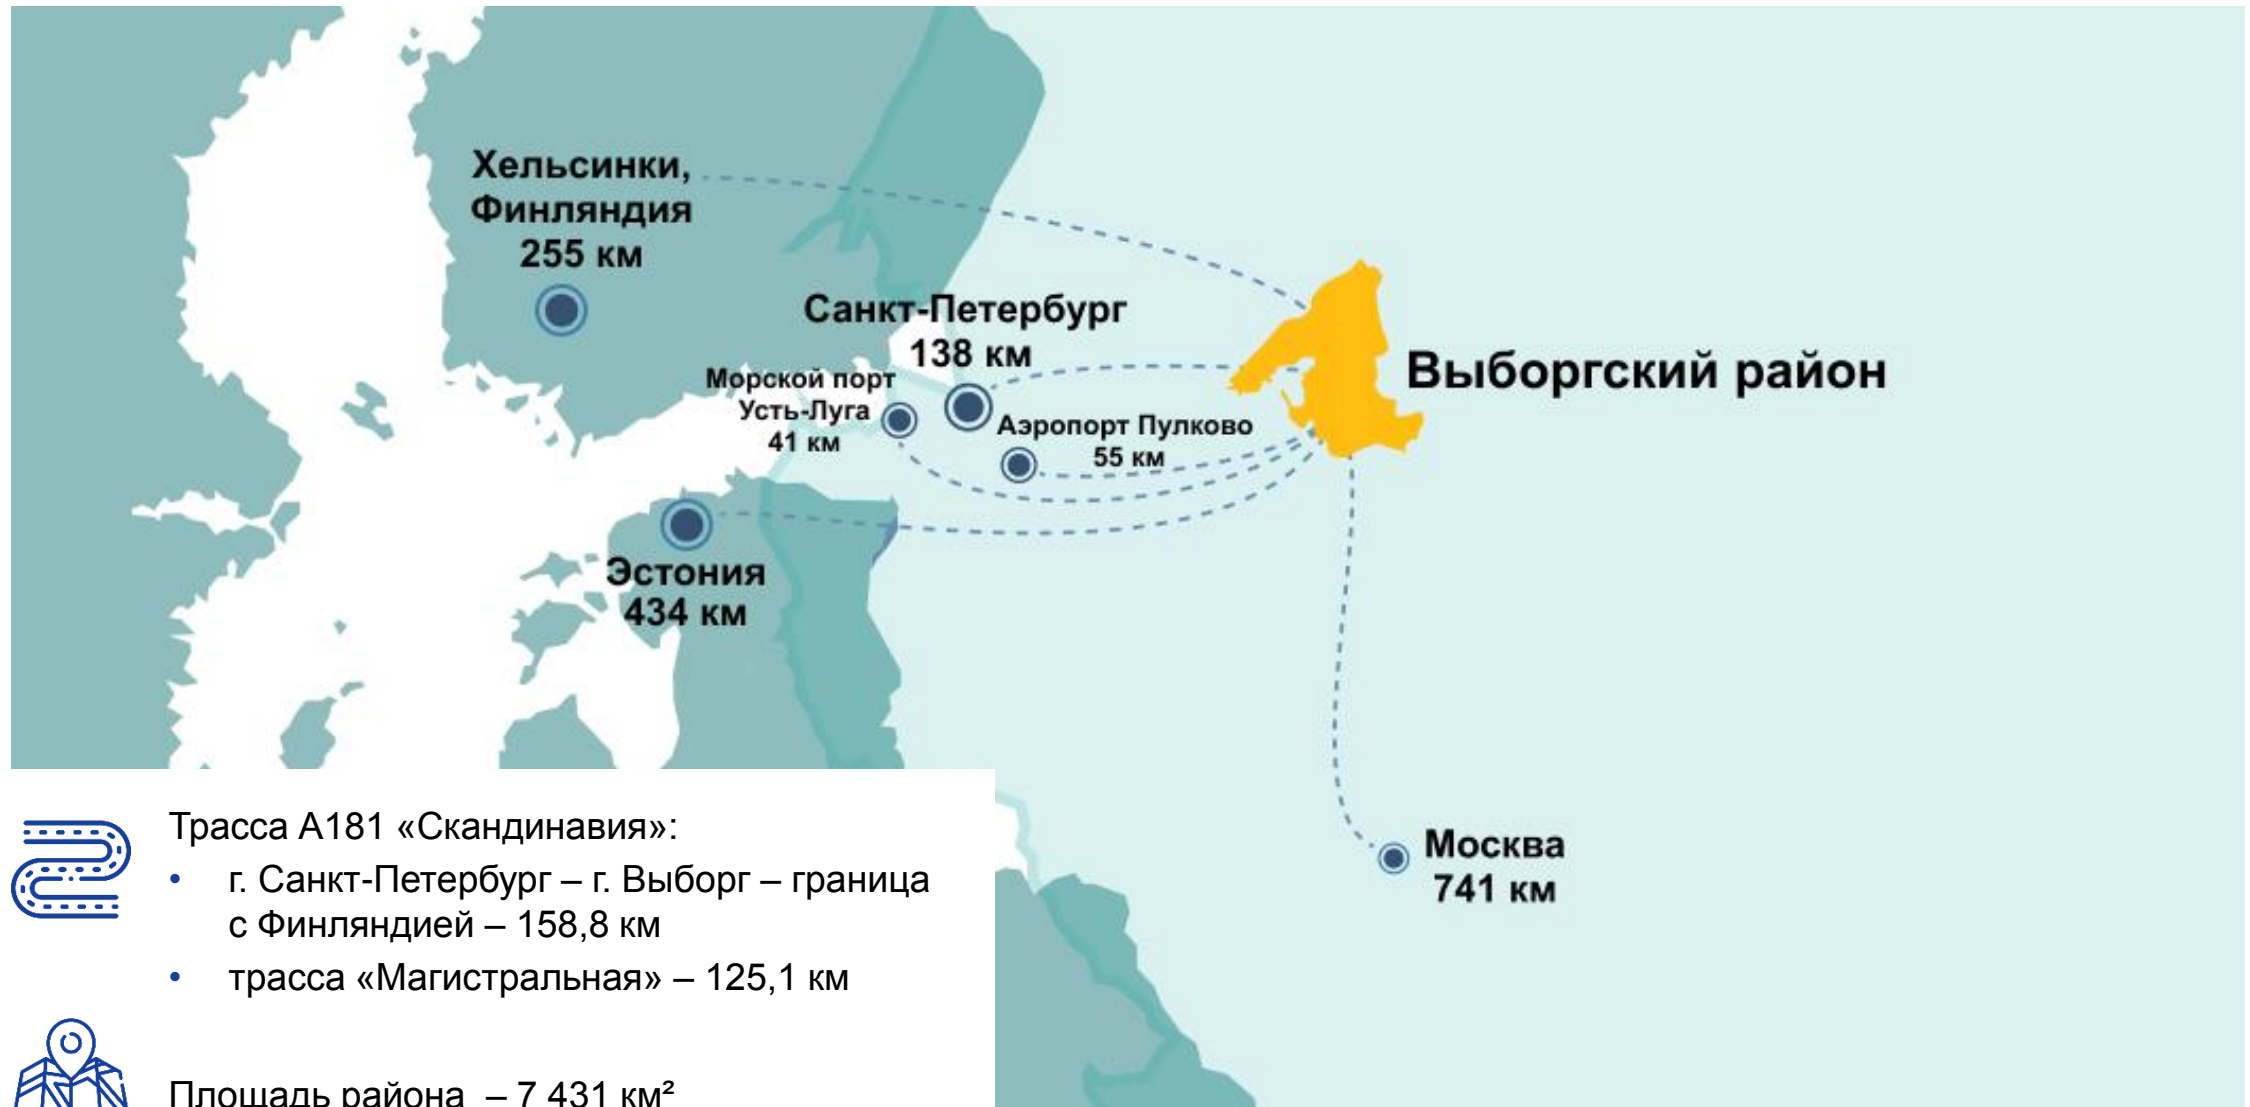 Хельсинки,
Финляндия
255 км
Санкт-Петербург
138 км
Морской порт
Усть-Луга
41 км
Аэропорт Пулково
55 км
Выборгский район
Эстония
434 км
Москва
741 км
Трасса А181 «Скандинавия»:
• г. Санкт-Петербург – г. Выборг – граница
с Финляндией – 158,8 км
• трасса «Магистральная» – 125,1 км
Площадь района – 7 431 км²